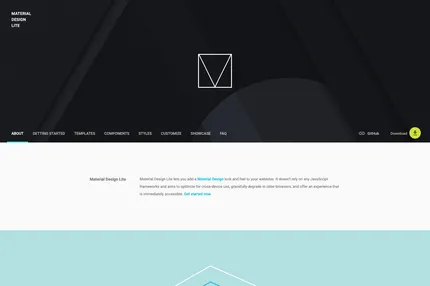 MATERIAL
DESIGN
LITE
ABOUT GETTING STARTED TEMPLATES COMPONENTS STYLES CUSTOMIZE SHOWCASE FAQ GitHub Download
Material Design Lite
Material Design Lite lets you add a Material Design look and feel to your websites. It doesn't rely on any JavaScript
frameworks and aims to optimize for cross-device use, gracefully degrade in older browsers, and offer an experience that
is immediately accessible. Get started now.